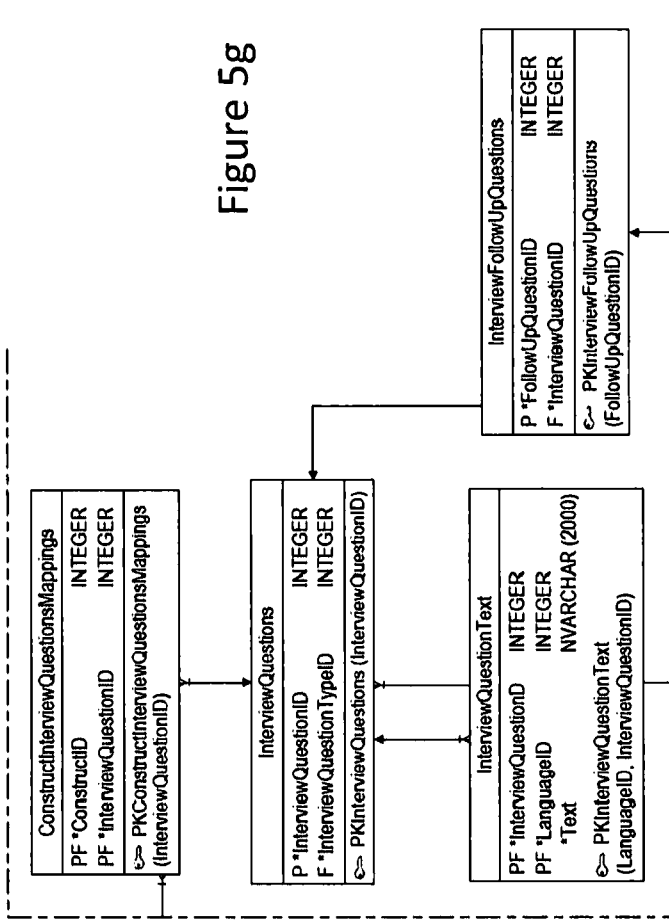 Figure 5g
ConstructInterviewQuestionsMappings
PF *ConstructID INTEGER
PF *InterviewQuestionID INTEGER
PKConstructInterviewQuestionsMappings
(InterviewQuestionID)
InterviewQuestions
P *InterviewQuestionID INTEGER
F *InterviewQuestionTypeID INTEGER
PKInterviewQuestions (InterviewQuestionID)
InterviewQuestionText
PF *InterviewQuestionID INTEGER
PF *LanguageID INTEGER
*Text NVARCHAR (2000)
PKInterviewQuestionText
(LanguageID, InterviewQuestionID)
InterviewFollowUpQuestions
P *FollowUpQuestionID INTEGER
F *InterviewQuestionID INTEGER
PKInterviewFollowUpQuestions
(FollowUpQuestionID)